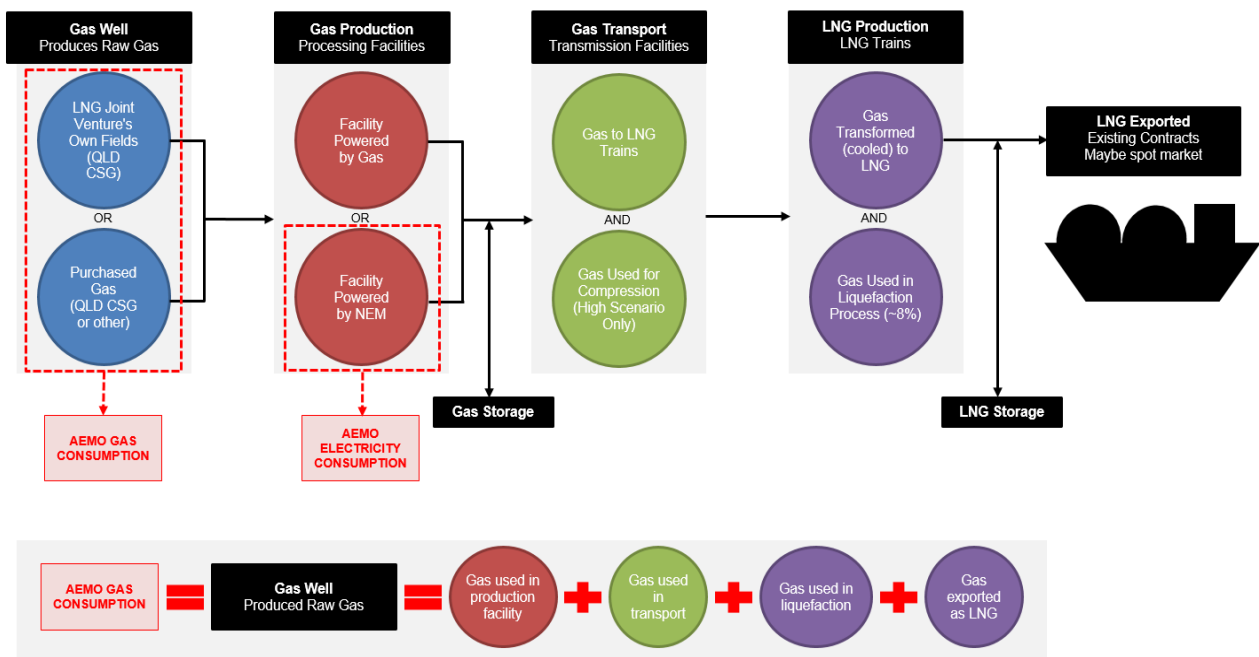 Gas Well
Produces Raw Gas
Gas Production
Processing Facilities
Gas Transport
Transmission Facilities
LNG Production
LNG Trains
LNG Joint
Venture's
Own Fields
(QLD
CSG)
OR
Purchased
Gas
(QLD CSG
or other)
Facility
Powered
by Gas
OR
Facility
Powered
by NEM
Gas to LNG
Trains
AND
Gas Used for
Compression
(High Scenario
Only)
Gas
Transformed
(cooled) to
LNG
AND
Gas Used in
Liquefaction
Process (~8%)
LNG Exported
Existing Contracts
Maybe spot market
AEMO GAS
CONSUMPTION
AEMO
ELECTRICITY
CONSUMPTION
Gas Storage
LNG Storage
AEMO GAS
CONSUMPTION
=
Gas Well
Produced Raw Gas
=
Gas used in
production
facility
+
Gas used
in
transport
+
Gas used in
liquefaction
+
Gas
exported
as LNG